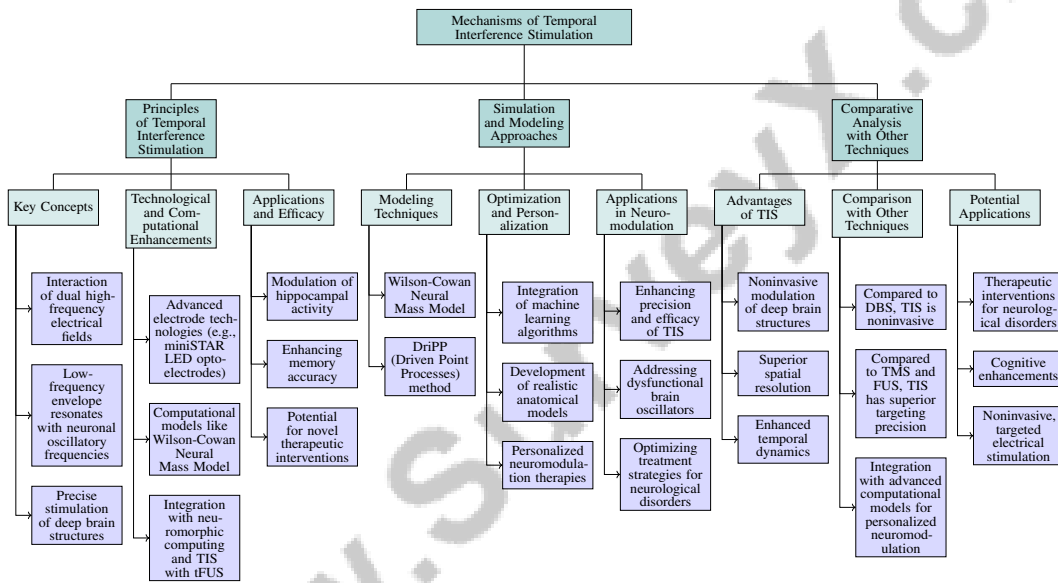 Mechanisms of Temporal
Interference Stimulation
Principles
of Temporal
Interference
Stimulation
Simulation
and Modeling
Approaches
Comparative
Analysis
with Other
Techniques
Key Concepts
Technological
and Com-
putational
Enhancements
Applications
and Efficacy
Modeling
Techniques
Optimization
and Person-
alization
Applications
in Neuro-
modulation
Advantages
of TIS
Comparison
with Other
Techniques
Potential
Applications
Interaction
of dual high-
frequency
electrical
fields
Low-
frequency
envelope
resonates
with neuronal
oscillatory
frequencies
Precise
stimulation
of deep brain
structures
Advanced
electrode tech-
nologies (e.g.,
miniSTAR
LED opto-
electrodes)
Computational
models like
Wilson-Cowan
Neural
Mass Model
Integration
with neu-
romorphic
computing
and TIS
with tFUS
Modulation of
hippocampal
activity
Enhancing
memory
accuracy
Potential
for novel
therapeutic
interventions
Wilson-Cowan
Neural
Mass Model
DriPP
(Driven Point
Processes)
method
Integration
of machine
learning
algorithms
Development
of realistic
anatomical
models
Personalized
neuromodula-
tion therapies
Enhancing
precision
and efficacy
of TIS
Addressing
dysfunctional
brain
oscillators
Optimizing
treatment
strategies for
neurological
disorders
Noninvasive
modulation
of deep brain
structures
Superior
spatial
resolution
Enhanced
temporal
dynamics
Compared to
DBS, TIS is
noninvasive
Compared
to TMS and
FUS, TIS
has superior
targeting
precision
Integration
with advanced
computational
models for
personalized
neuromod-
ulation
Therapeutic
interventions
for neurolog-
ical disorders
Cognitive
enhancements
Noninvasive,
targeted
electrical
stimulation
www.SurveyX.c